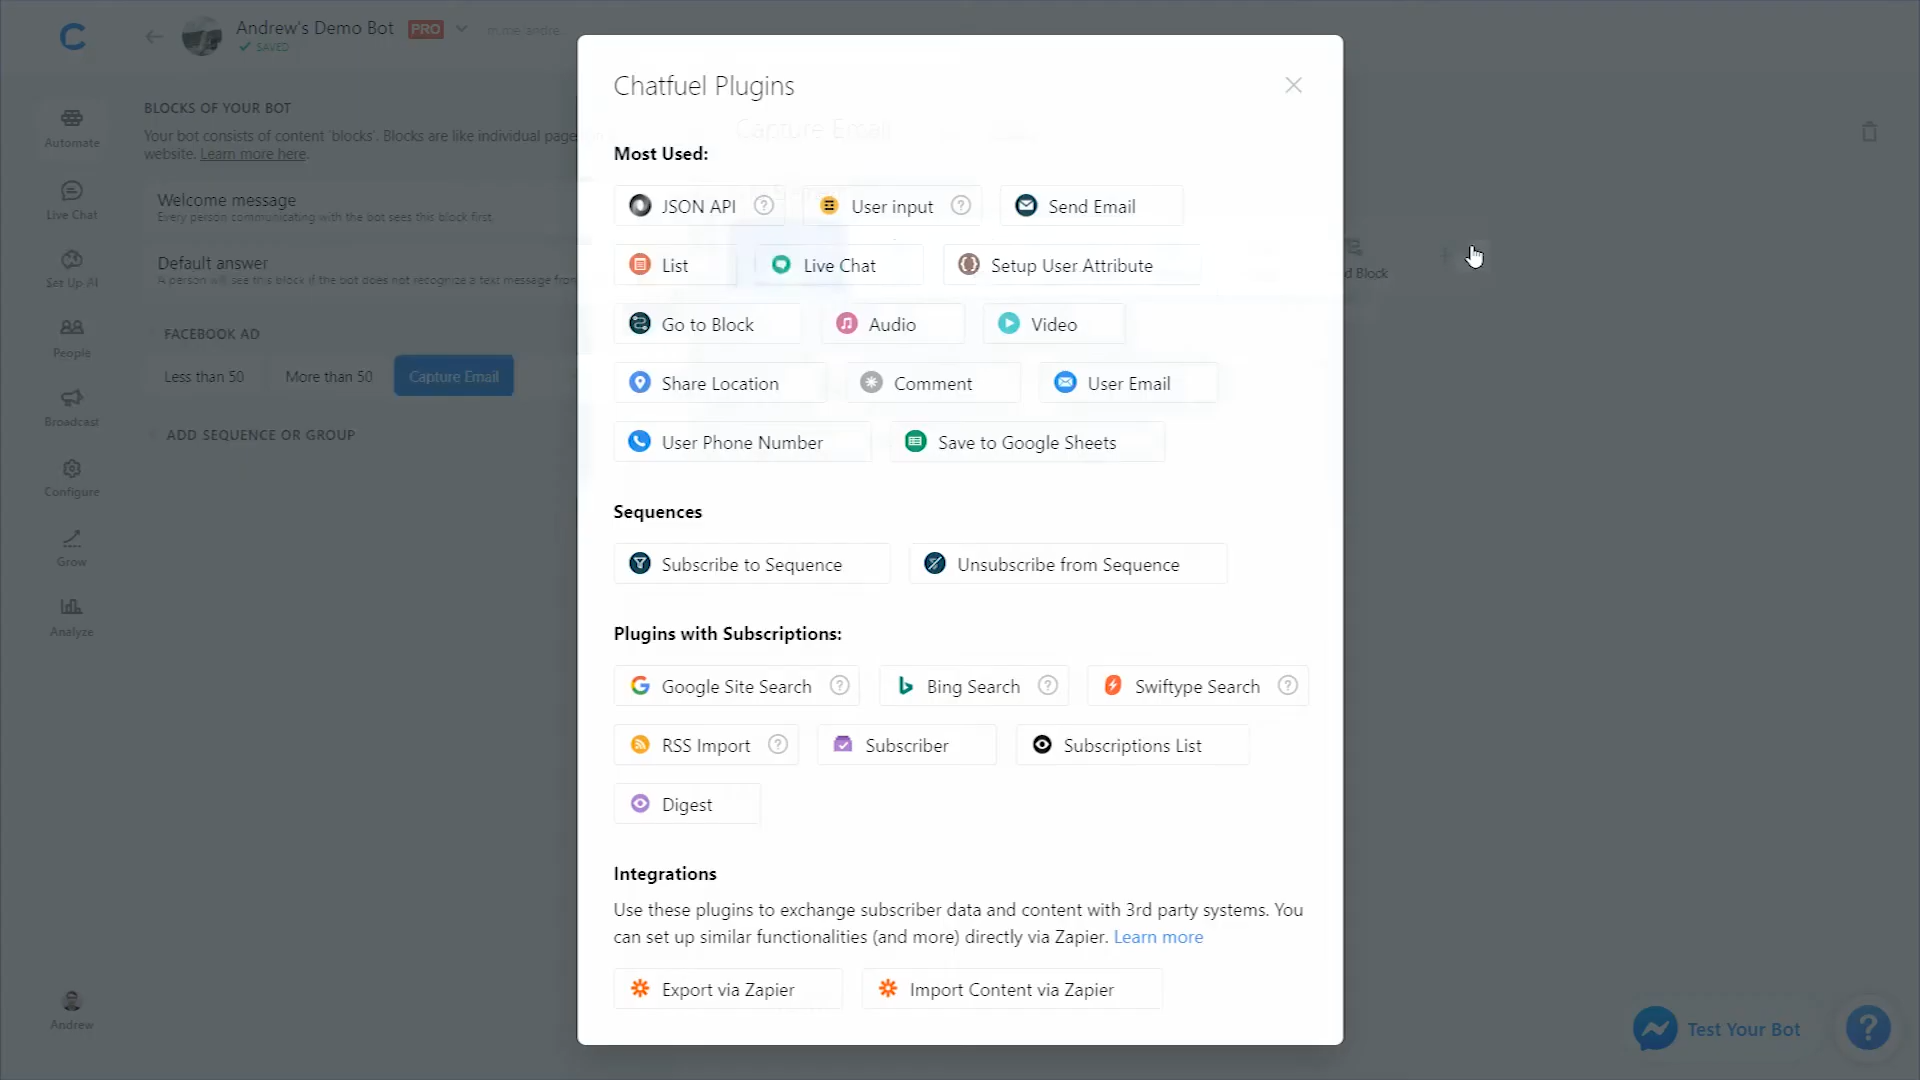 Andrew's Demo Bot PRO
SAVED
m.me/andre...
BLOCKS OF YOUR BOT
Your bot consists of content 'blocks'. Blocks are like individual pages
website. Learn more here.
Welcome message
Every person communicating with the bot sees this block first.
Default answer
A person will see this block if the bot does not recognize a text message from
FACEBOOK AD
Less than 50
More than 50
Capture Email
ADD SEQUENCE OR GROUP
Automate
Live Chat
Set Up AI
People
Broadcast
Configure
Grow
Analyze
Andrew
Chatfuel Plugins
Capture Email
Most Used:
JSON API ?
User input ?
Send Email
List
Live Chat
Setup User Attribute
Go to Block
Audio
Video
Share Location
Comment
User Email
User Phone Number
Save to Google Sheets
Sequences
Subscribe to Sequence
Unsubscribe from Sequence
Plugins with Subscriptions:
Google Site Search ?
Bing Search ?
Swiftype Search ?
RSS Import ?
Subscriber
Subscriptions List
Digest
Integrations
Use these plugins to exchange subscriber data and content with 3rd party systems. You
can set up similar functionalities (and more) directly via Zapier. Learn more
Export via Zapier
Import Content via Zapier
d Block
Test Your Bot
?